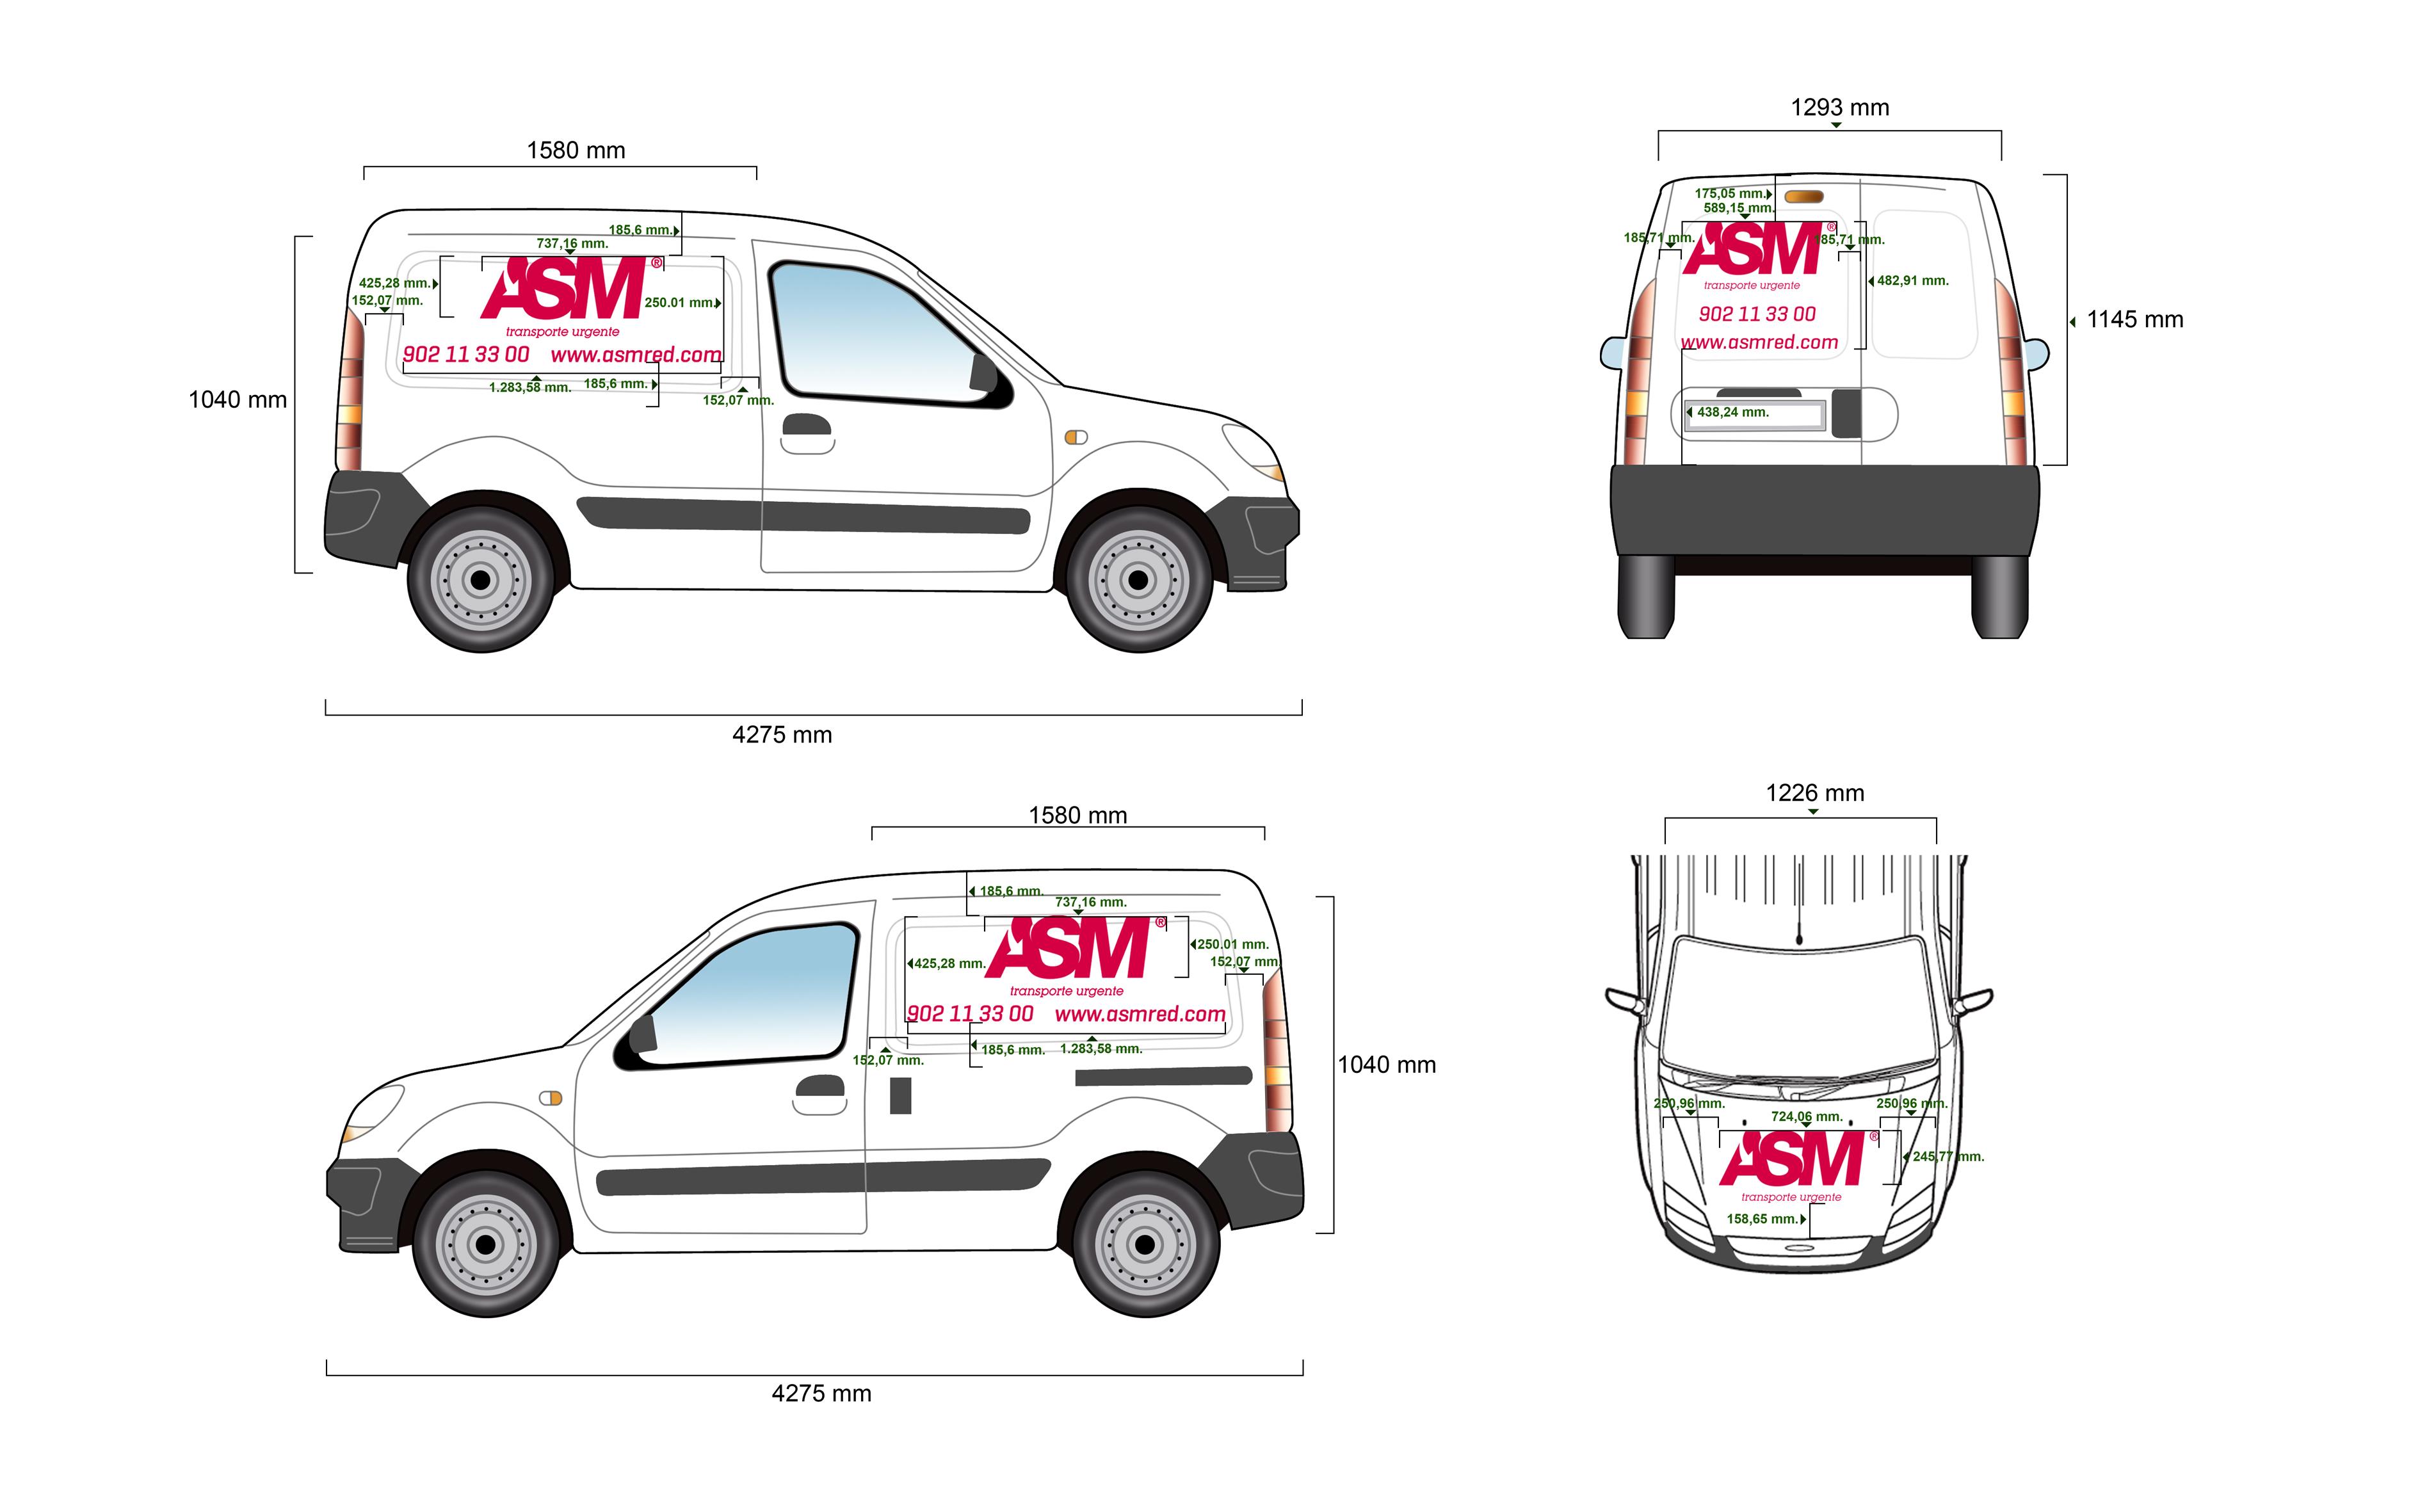 1580 mm
185,6 mm.
737,16 mm.
425,28 mm.
152,07 mm.
ASM®
250.01 mm.
transporte urgente
902 11 33 00 www.asmred.com
1.283,58 mm.
185,6 mm.
152,07 mm.
1040 mm
4275 mm
1293 mm
175,05 mm.
589,15 mm.
185,71 mm.
185,71 mm.
ASM®
transporte urgente
482,91 mm.
902 11 33 00
www.asmred.com
438,24 mm.
1145 mm
1580 mm
185,6 mm.
737,16 mm.
250.01 mm.
425,28 mm.
152,07 mm.
ASM®
transporte urgente
902 11 33 00 www.asmred.com
152,07 mm.
185,6 mm.
1.283,58 mm.
1040 mm
4275 mm
1226 mm
250,96 mm.
250,96 mm.
724,06 mm.
ASM®
245,77 mm.
transporte urgente
158,65 mm.